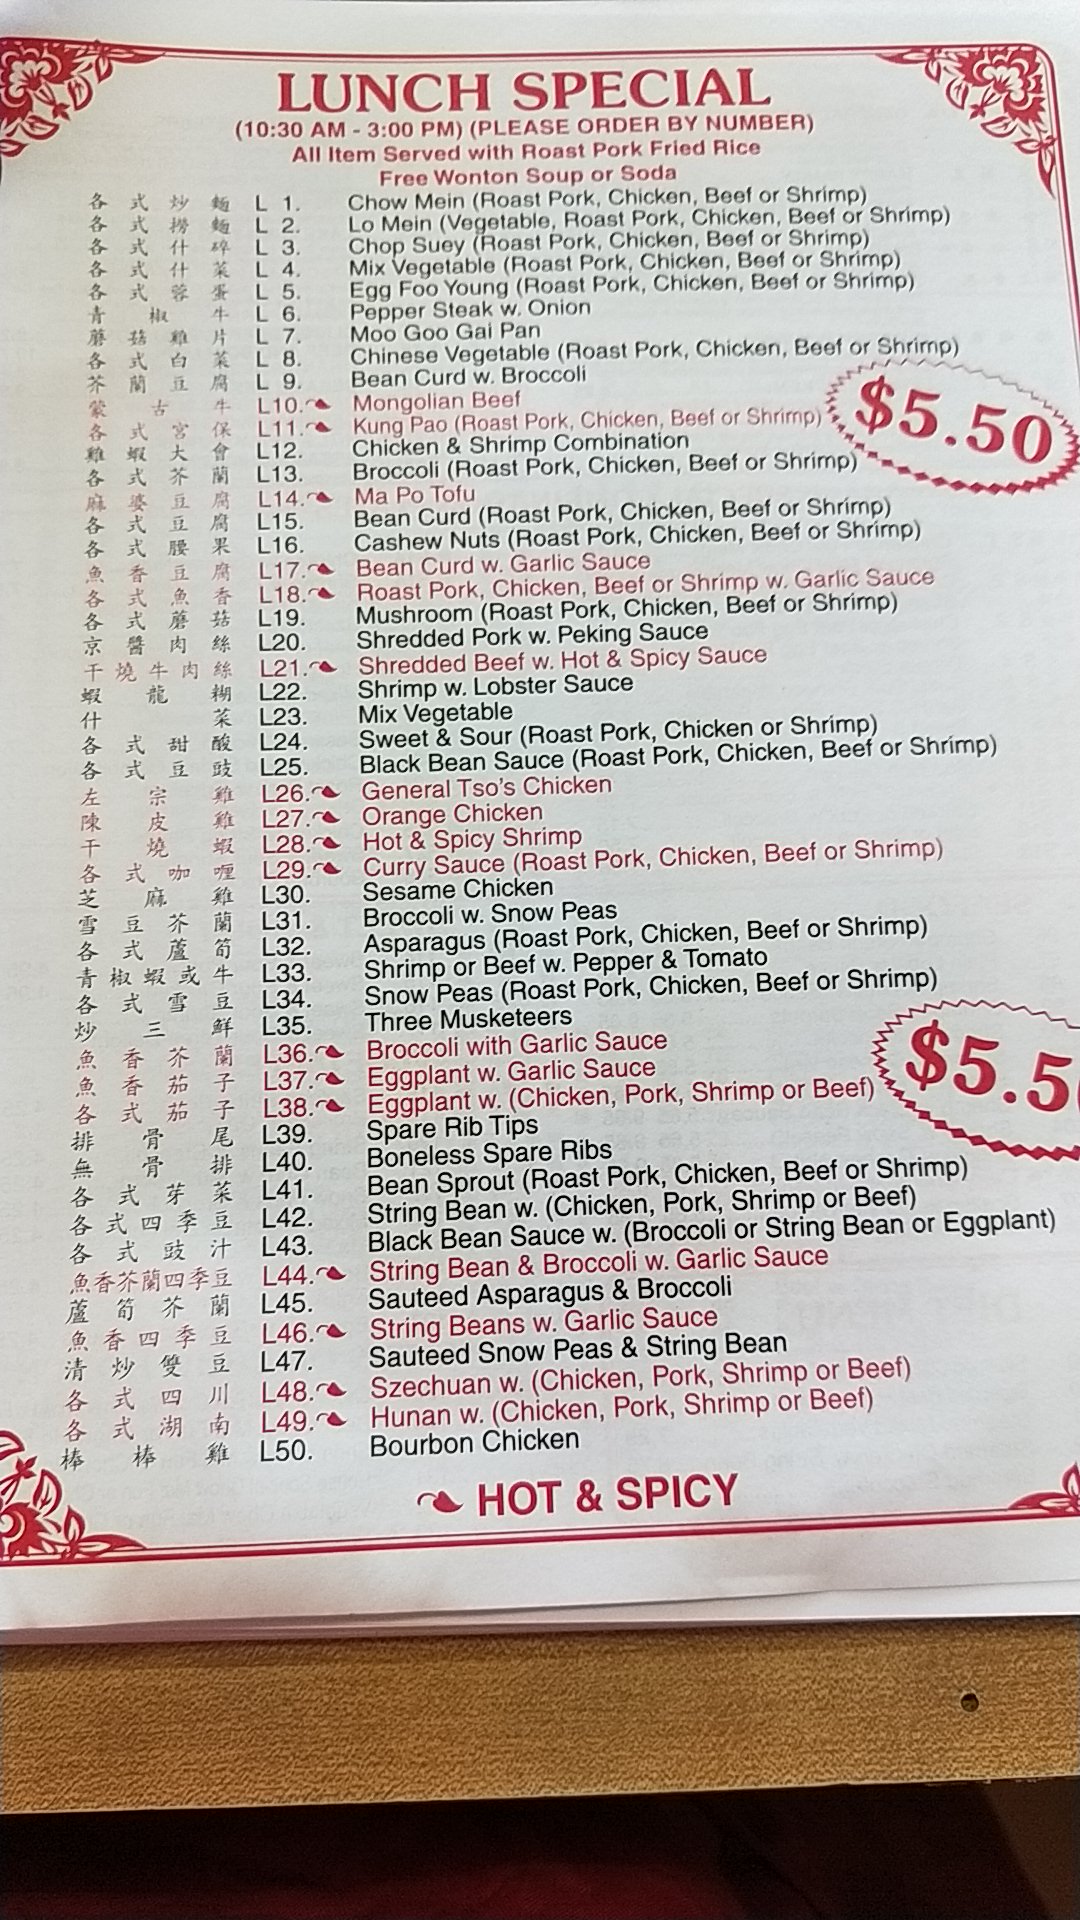 LUNCH SPECIAL
(10:30 AM - 3:00 PM) (PLEASE ORDER BY NUMBER)
All Item Served with Roast Pork Fried Rice
Free Wonton Soup or Soda
各式炒麵 L 1. Chow Mein (Roast Pork, Chicken, Beef or Shrimp)
各式撈麵 L 2. Lo Mein (Vegetable, Roast Pork, Chicken, Beef or Shrimp)
各式什碎 L 3. Chop Suey (Roast Pork, Chicken, Beef or Shrimp)
各式什菜 L 4. Mix Vegetable (Roast Pork, Chicken, Beef or Shrimp)
各式蓉蛋 L 5. Egg Foo Young (Roast Pork, Chicken, Beef or Shrimp)
青椒牛 L 6. Pepper Steak w. Onion
蘑菇雞片 L 7. Moo Goo Gai Pan
各式白菜 L 8. Chinese Vegetable (Roast Pork, Chicken, Beef or Shrimp)
芥蘭豆腐 L 9. Bean Curd w. Broccoli
蒙古牛 L10. Mongolian Beef
各式宮保 L11. Kung Pao (Roast Pork, Chicken, Beef or Shrimp)
$5.50
雞蝦大會 L12. Chicken & Shrimp Combination
各式芥蘭 L13. Broccoli (Roast Pork, Chicken, Beef or Shrimp)
麻婆豆腐 L14. Ma Po Tofu
各式豆腐 L15. Bean Curd (Roast Pork, Chicken, Beef or Shrimp)
各式腰果 L16. Cashew Nuts (Roast Pork, Chicken, Beef or Shrimp)
魚香豆腐 L17. Bean Curd w. Garlic Sauce
各式魚香 L18. Roast Pork, Chicken, Beef or Shrimp w. Garlic Sauce
各式蘑菇 L19. Mushroom (Roast Pork, Chicken, Beef or Shrimp)
京醬肉絲 L20. Shredded Pork w. Peking Sauce
干燒牛肉絲 L21. Shredded Beef w. Hot & Spicy Sauce
蝦龍糊 L22. Shrimp w. Lobster Sauce
什菜 L23. Mix Vegetable
各式甜酸 L24. Sweet & Sour (Roast Pork, Chicken or Shrimp)
各式豆豉 L25. Black Bean Sauce (Roast Pork, Chicken, Beef or Shrimp)
左宗雞 L26. General Tso's Chicken
陳皮雞 L27. Orange Chicken
干燒蝦 L28. Hot & Spicy Shrimp
各式咖喱 L29. Curry Sauce (Roast Pork, Chicken, Beef or Shrimp)
芝麻雞 L30. Sesame Chicken
雪豆芥蘭 L31. Broccoli w. Snow Peas
各式蘆筍 L32. Asparagus (Roast Pork, Chicken, Beef or Shrimp)
青椒蝦或牛 L33. Shrimp or Beef w. Pepper & Tomato
各式雪豆 L34. Snow Peas (Roast Pork, Chicken, Beef or Shrimp)
炒三鮮 L35. Three Musketeers
魚香芥蘭 L36. Broccoli with Garlic Sauce
魚香茄子 L37. Eggplant w. Garlic Sauce
各式茄子 L38. Eggplant w. (Chicken, Pork, Shrimp or Beef)
$5.5
排骨尾 L39. Spare Rib Tips
無骨排 L40. Boneless Spare Ribs
各式芽菜 L41. Bean Sprout (Roast Pork, Chicken, Beef or Shrimp)
各式四季豆 L42. String Bean w. (Chicken, Pork, Shrimp or Beef)
各式豉汁 L43. Black Bean Sauce w. (Broccoli or String Bean or Eggplant)
魚香芥蘭四季豆 L44. String Bean & Broccoli w. Garlic Sauce
蘆筍芥蘭 L45. Sauteed Asparagus & Broccoli
魚香四季豆 L46. String Beans w. Garlic Sauce
清炒雙豆 L47. Sauteed Snow Peas & String Bean
各式四川 L48. Szechuan w. (Chicken, Pork, Shrimp or Beef)
各式湖南 L49. Hunan w. (Chicken, Pork, Shrimp or Beef)
棒棒雞 L50. Bourbon Chicken
HOT & SPICY